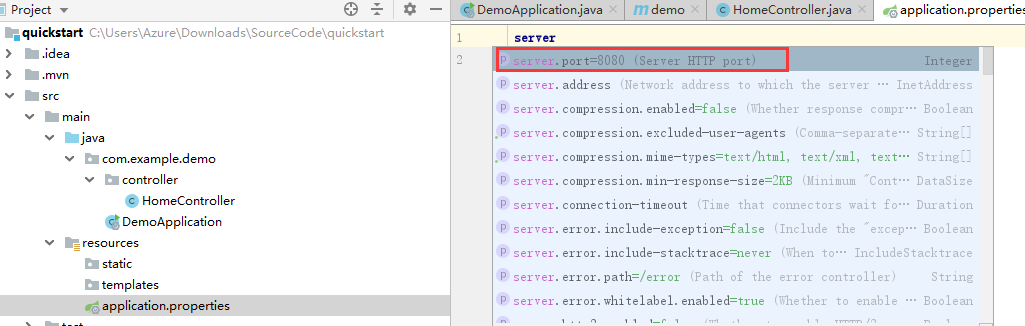 Project
quickstart C:\Users\Azure\Downloads\SourceCode\quickstart
.idea
.mvn
src
main
java
com.example.demo
controller
HomeController
DemoApplication
resources
static
templates
application.properties
DemoApplication.java
demo
HomeController.java
application.properties
1 server
2
server.port=8080 (Server HTTP port) Integer
server.address (Network address to which the server ··· InetAddress
server.compression.enabled=false (Whether response compr··· Boolean
server.compression.excluded-user-agents (Comma-separate··· String[]
server.compression.mime-types=text/html, text/xml, text··· String[]
server.compression.min-response-size=2KB (Minimum "Cont··· DataSize
server.connection-timeout (Time that connectors wait fo··· Duration
server.error.include-exception=false (Include the "excep··· Boolean
server.error.include-stacktrace=never (When to··· IncludeStacktrace
server.error.path=/error (Path of the error controller) String
server.error.whitelabel.enabled=true (Whether to enable ··· Boolean